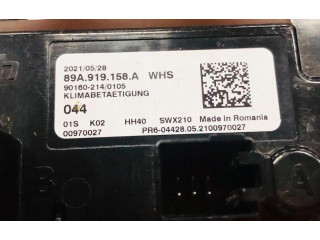 2021/05/28
89A.919.158.A WHS
90160-214/0105
KLIMABETAETIGUNG
044
01S K02 HH40 SWX210 Made in Romania
00970027 PR6-04428.05.2100970027
B
A